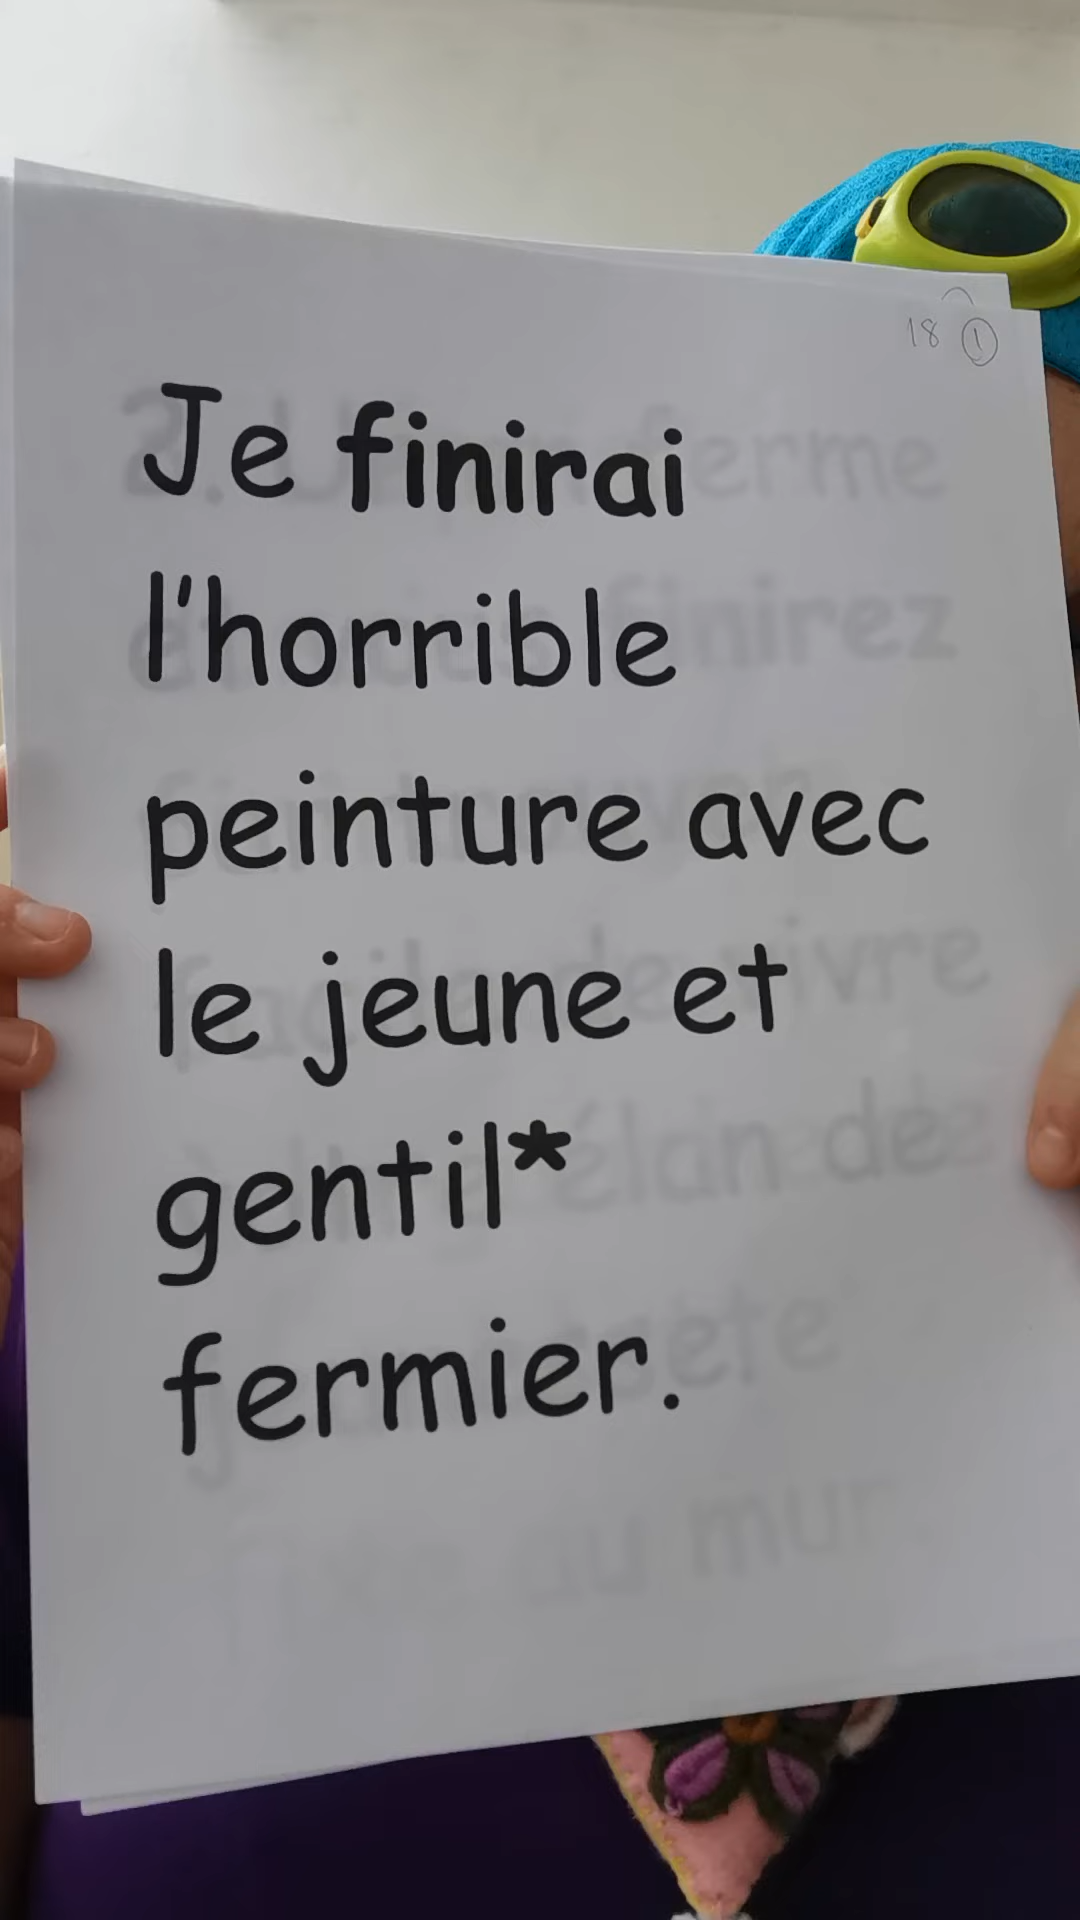 18 ①
Je finirai
l'horrible
peinture avec
le jeune et
gentil*
fermier.